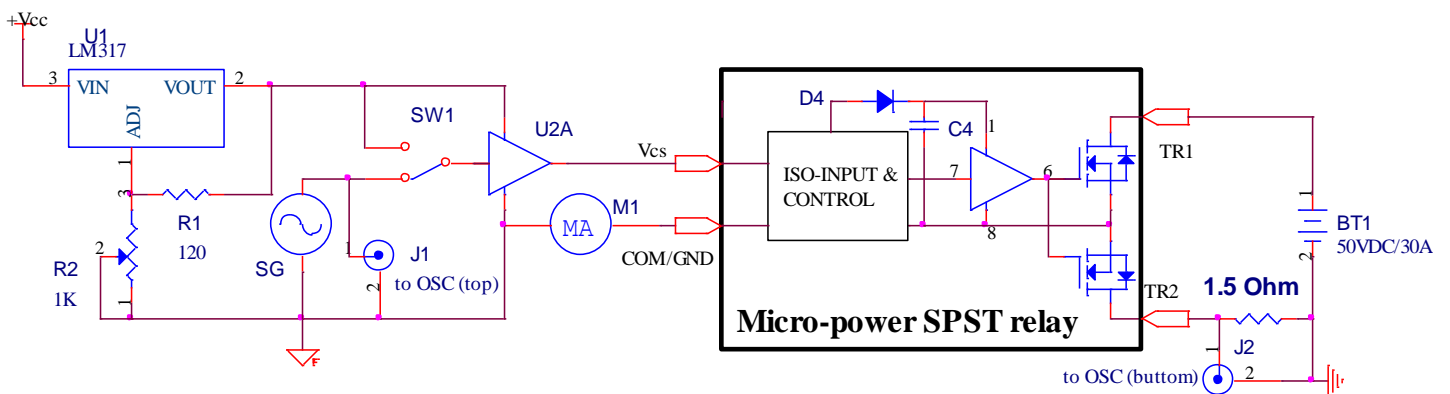 +Vcc
U1
LM317
3
VIN
VOUT
2
ADJ
1
3
R1
120
2
R2
1K
1
SG
SW1
1
J1
2
to OSC (top)
U2A
Vcs
M1
MA
COM/GND
D4
C4
1
ISO-INPUT &
CONTROL
7
6
8
Micro-power SPST relay
TR1
TR2
1
BT1
50VDC/30A
2
1.5 Ohm
1
J2
2
to OSC (buttom)